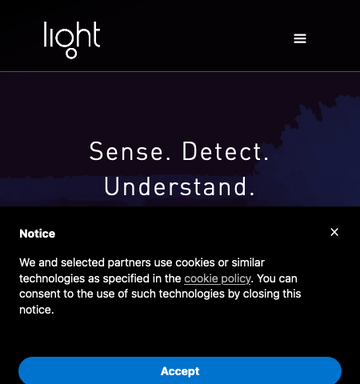 light
Sense. Detect.
Understand.
Notice
We and selected partners use cookies or similar
technologies as specified in the cookie policy. You can
consent to the use of such technologies by closing this
notice.
Accept